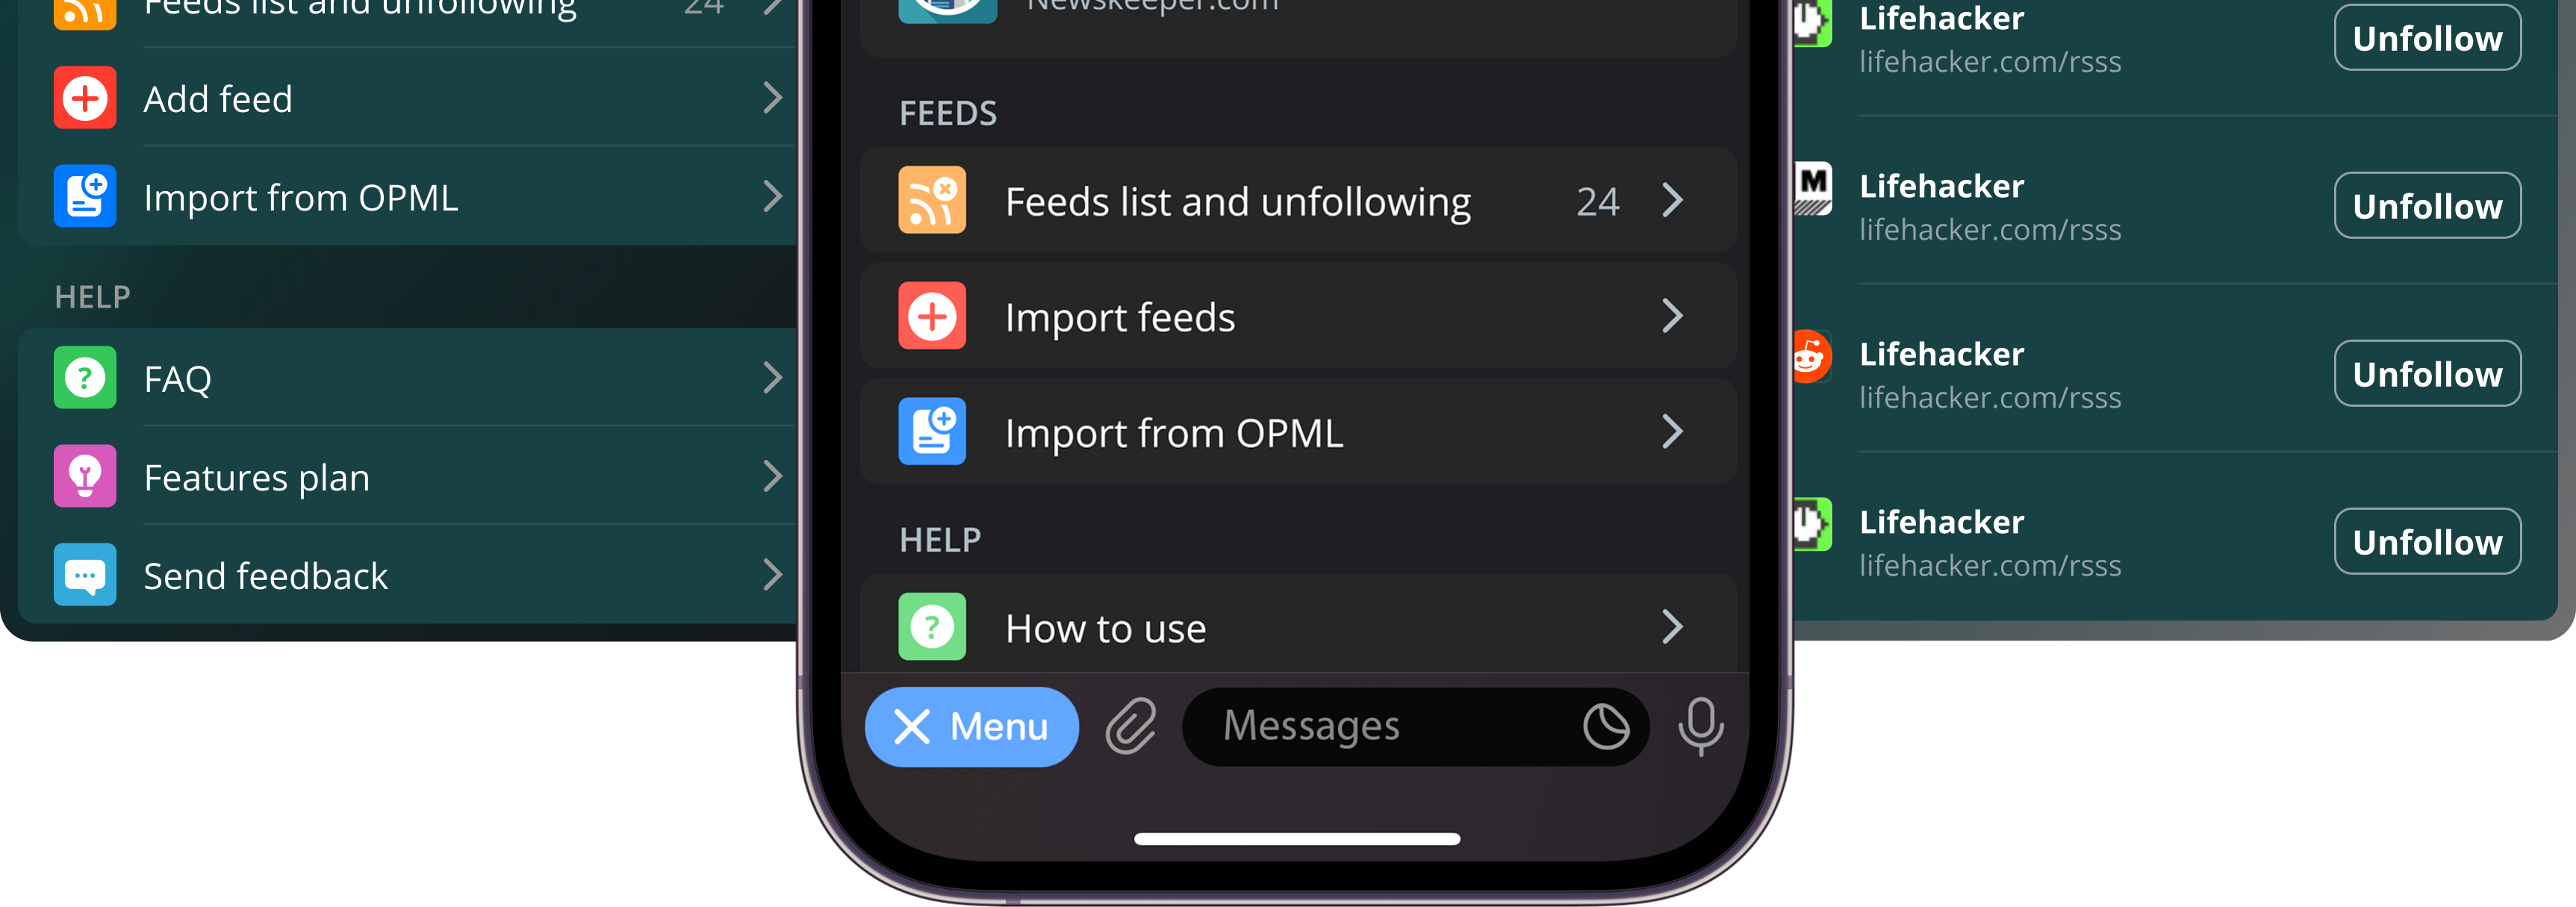 Feeds list and unfollowing 24
Add feed
Import from OPML
HELP
FAQ
Features plan
Send feedback
Newskeeper.com
FEEDS
Feeds list and unfollowing 24
Import feeds
Import from OPML
HELP
How to use
Menu
Messages
Lifehacker
lifehacker.com/rsss
Unfollow
M
Lifehacker
lifehacker.com/rsss
Unfollow
Lifehacker
lifehacker.com/rsss
Unfollow
Lifehacker
lifehacker.com/rsss
Unfollow